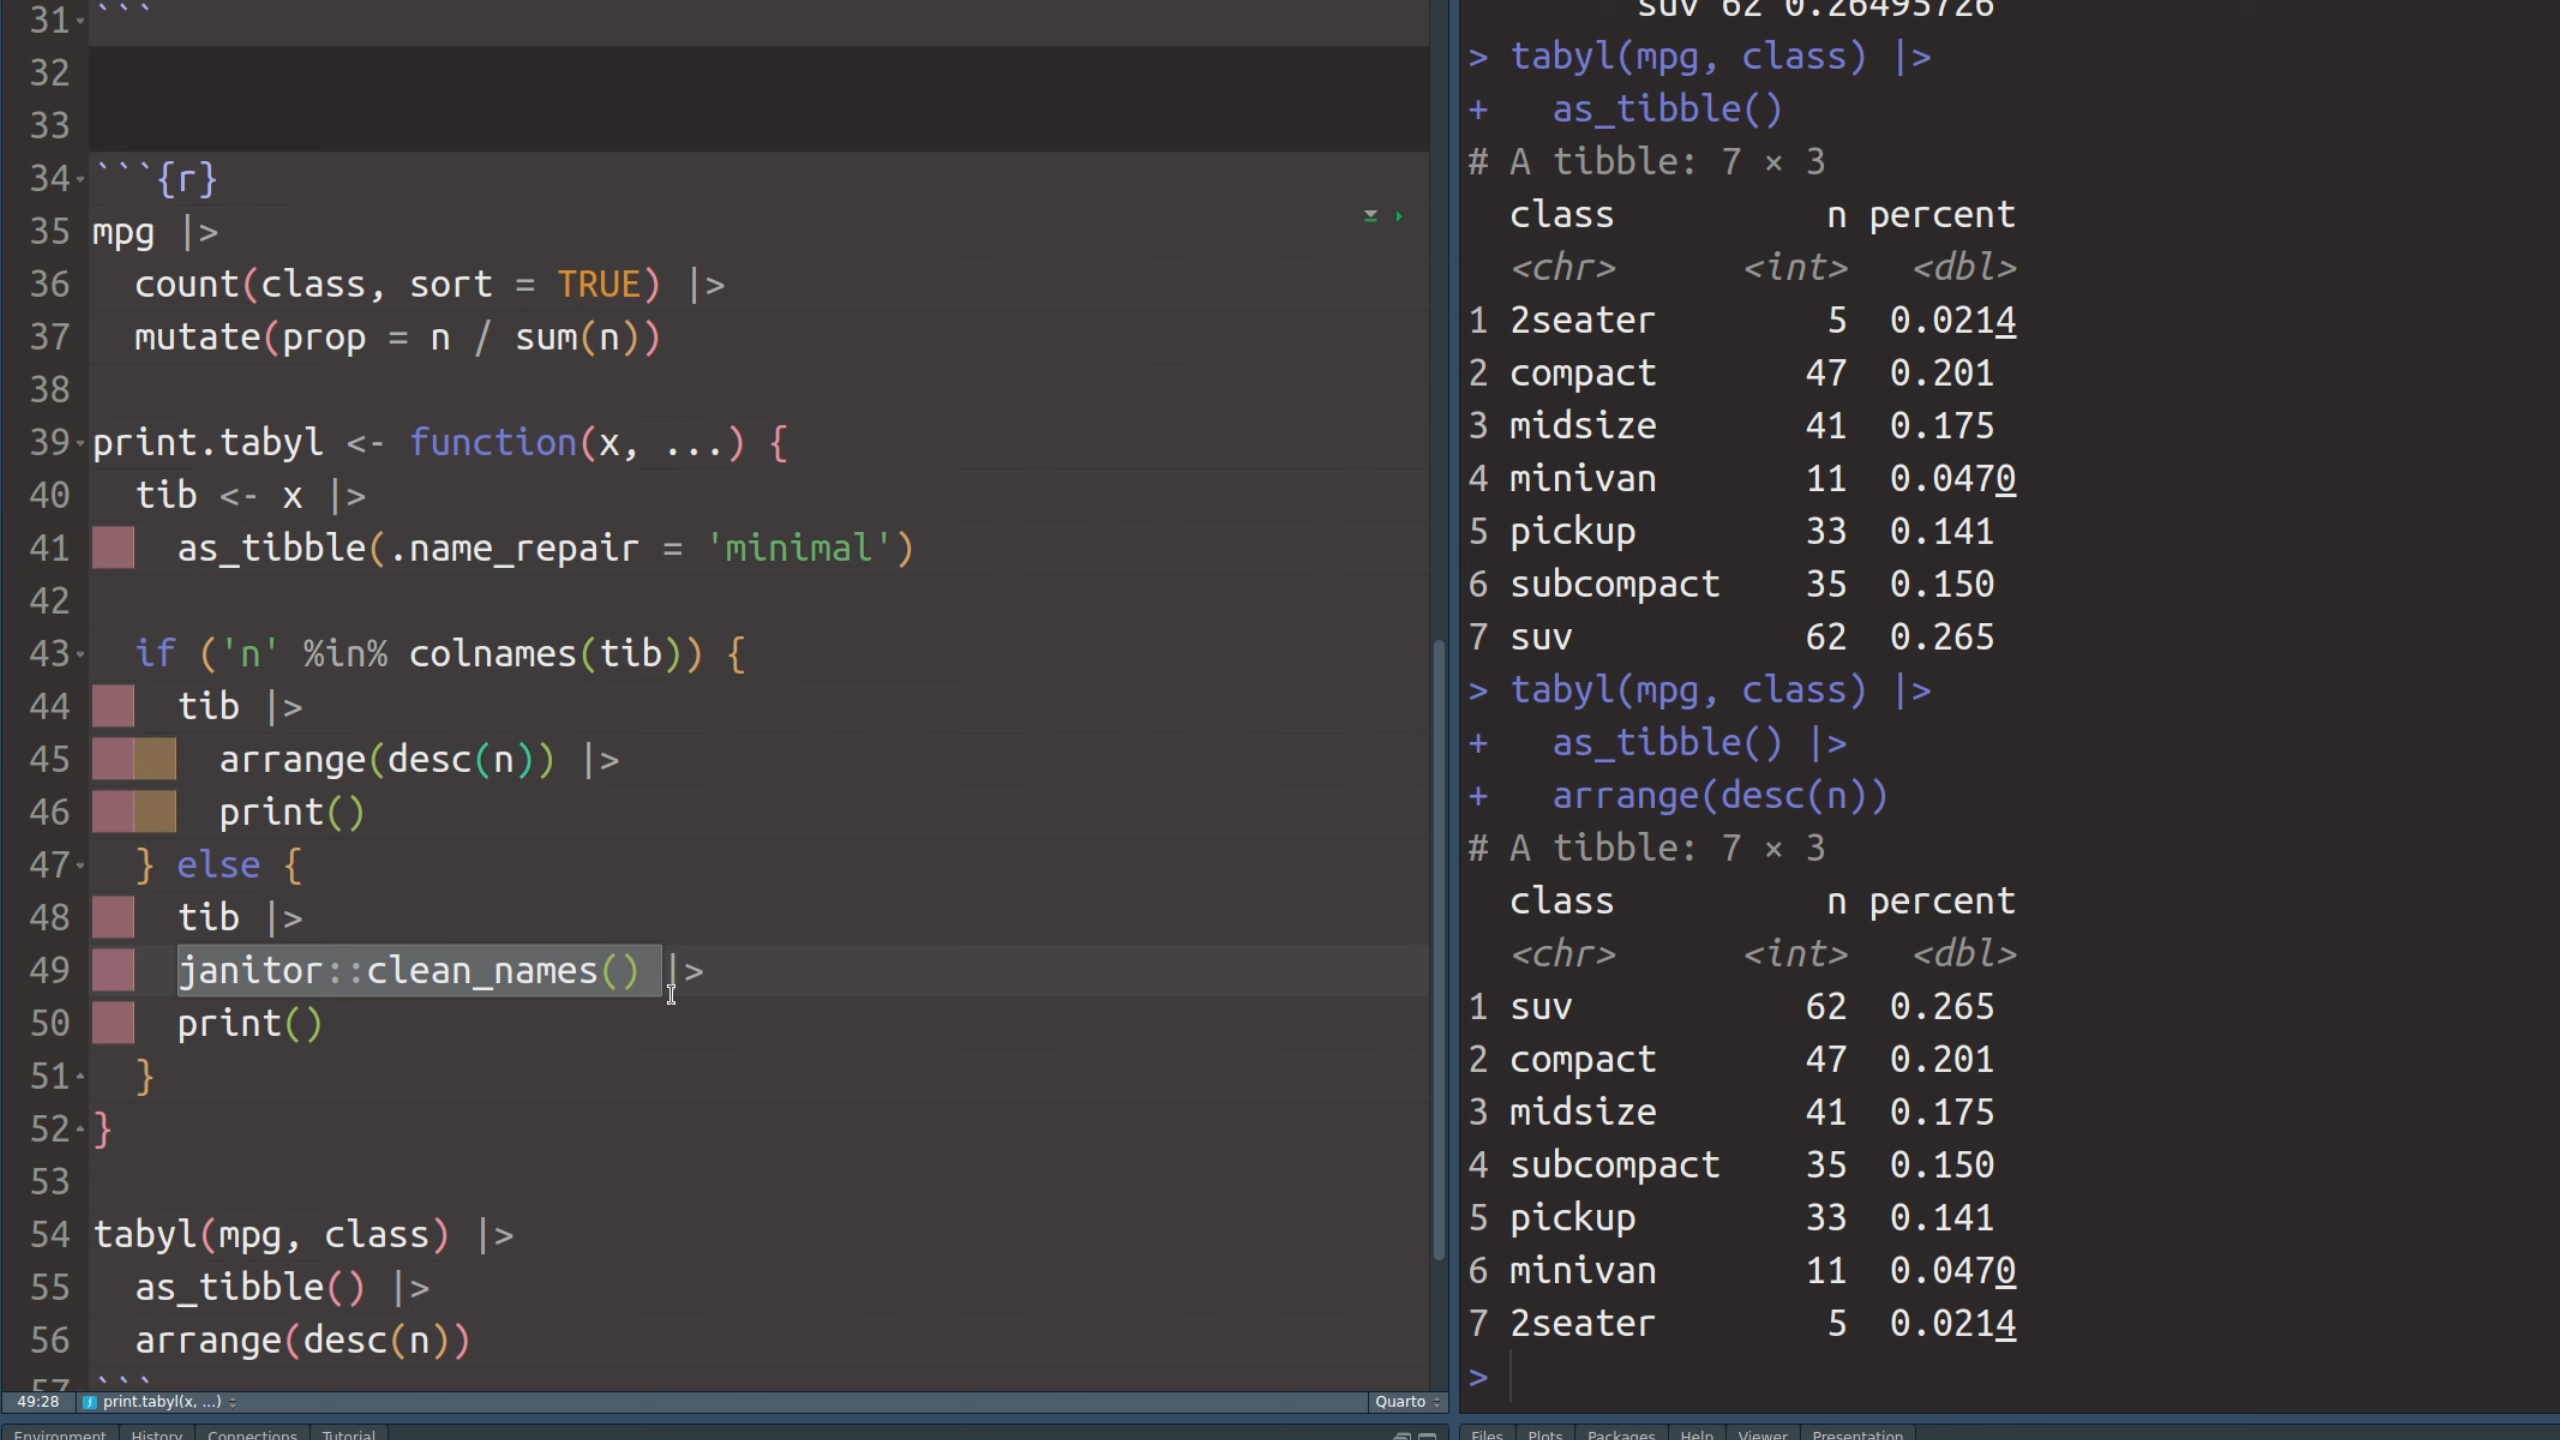 31 ```
32
33
34 ```{r}
35 mpg |>
36   count(class, sort = TRUE) |>
37   mutate(prop = n / sum(n))
38
39 print.tabyl <- function(x, ...) {
40   tib <- x |>
41     as_tibble(.name_repair = 'minimal')
42
43   if ('n' %in% colnames(tib)) {
44     tib |>
45       arrange(desc(n)) |>
46       print()
47   } else {
48     tib |>
49     janitor::clean_names() |>
50     print()
51   }
52 }
53
54 tabyl(mpg, class) |>
55   as_tibble() |>
56   arrange(desc(n))
57 ```
49:28 print.tabyl(x, ...) Quarto
Environment History Connections Tutorial
suv 62 0.26495726
> tabyl(mpg, class) |>
+   as_tibble()
# A tibble: 7 × 3
  class n percent
  <chr> <int> <dbl>
1 2seater 5 0.0214
2 compact 47 0.201
3 midsize 41 0.175
4 minivan 11 0.0470
5 pickup 33 0.141
6 subcompact 35 0.150
7 suv 62 0.265
> tabyl(mpg, class) |>
+   as_tibble() |>
+   arrange(desc(n))
# A tibble: 7 × 3
  class n percent
  <chr> <int> <dbl>
1 suv 62 0.265
2 compact 47 0.201
3 midsize 41 0.175
4 subcompact 35 0.150
5 pickup 33 0.141
6 minivan 11 0.0470
7 2seater 5 0.0214
>
Files Plots Packages Help Viewer Presentation